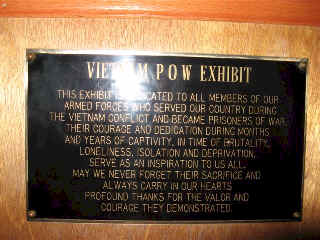 VIETNAM P O W EXHIBIT
THIS EXHIBIT IS DEDICATED TO ALL MEMBERS OF OUR
ARMED FORCES WHO SERVED OUR COUNTRY DURING
THE VIETNAM CONFLICT AND BECAME PRISONERS OF WAR.
THEIR COURAGE AND DEDICATION DURING MONTHS
AND YEARS OF CAPTIVITY, IN TIME OF BRUTALITY,
LONELINESS, ISOLATION AND DEPRIVATION,
SERVE AS AN INSPIRATION TO US ALL.
MAY WE NEVER FORGET THEIR SACRIFICE AND
ALWAYS CARRY IN OUR HEARTS
PROFOUND THANKS FOR THE VALOR AND
COURAGE THEY DEMONSTRATED.